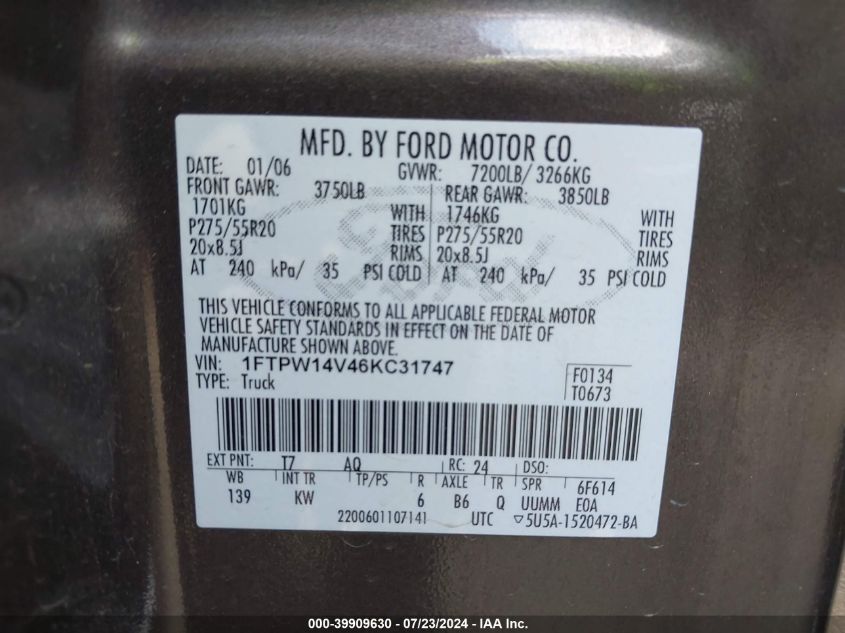 MFD. BY FORD MOTOR CO.
DATE: 01/06 GVWR: 7200LB/ 3266KG
FRONT GAWR: 3750LB REAR GAWR: 3850LB
1701KG WITH 1746KG WITH
P275/55R20 TIRES P275/55R20 TIRES
20x8.5J RIMS 20x8.5J RIMS
AT 240 kPa/ 35 PSI COLD AT 240 kPa/ 35 PSI COLD
THIS VEHICLE CONFORMS TO ALL APPLICABLE FEDERAL MOTOR
VEHICLE SAFETY STANDARDS IN EFFECT ON THE DATE OF
MANUFACTURE SHOWN ABOVE.
VIN: 1FTPW14V46KC31747 F0134
TYPE: Truck T0673
EXT PNT: T7 AQ RC: 24 DSO:
WB INT TR TP/PS R AXLE TR SPR 6F614
139 KW 6 B6 Q UUMM E0A
2200601107141 UTC ▽5U5A-1520472-BA
000-39909630 - 07/23/2024 - IAA Inc.